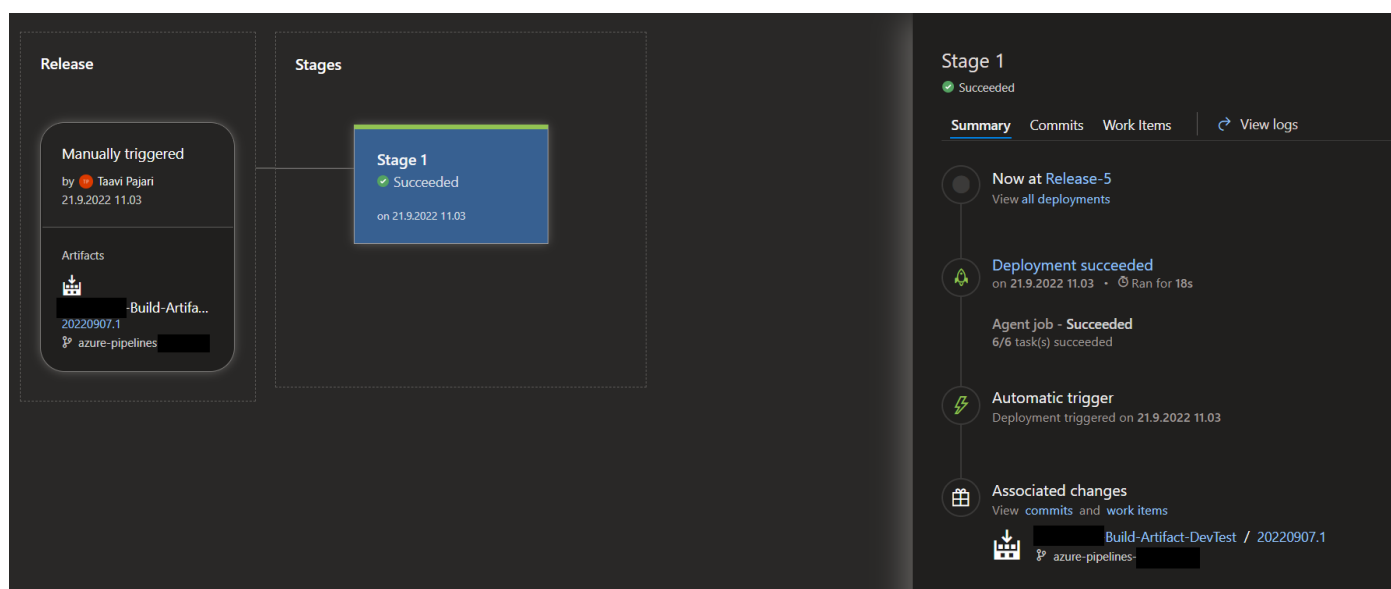 Release
Manually triggered
by TP Taavi Pajari
21.9.2022 11.03
Artifacts
-Build-Artifa...
20220907.1
azure-pipelines
Stages
Stage 1
Succeeded
on 21.9.2022 11.03
Stage 1
Succeeded
Summary Commits Work Items View logs
Now at Release-5
View all deployments
Deployment succeeded
on 21.9.2022 11.03 • Ran for 18s
Agent job - Succeeded
6/6 task(s) succeeded
Automatic trigger
Deployment triggered on 21.9.2022 11.03
Associated changes
View commits and work items
Build-Artifact-DevTest / 20220907.1
azure-pipelines-